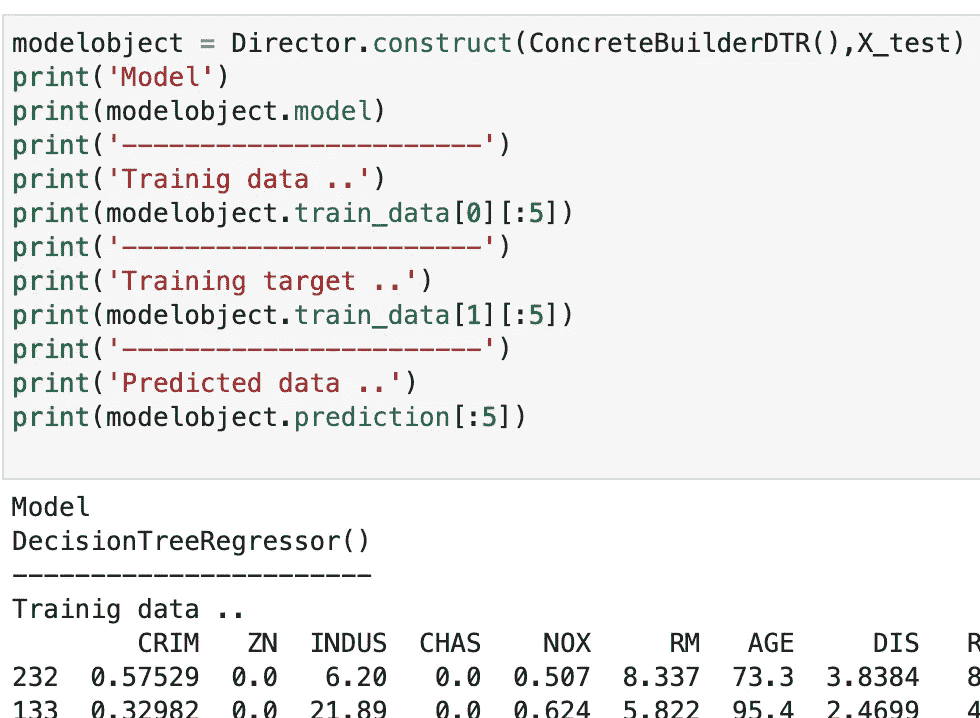 modelobject = Director.construct(ConcreteBuilderDTR(),X_test)
print('Model')
print(modelobject.model)
print('-----------------------')
print('Trainig data ..')
print(modelobject.train_data[0][:5])
print('-----------------------')
print('Training target ..')
print(modelobject.train_data[1][:5])
print('-----------------------')
print('Predicted data ..')
print(modelobject.prediction[:5])
Model
DecisionTreeRegressor()
-----------------------
Trainig data ..
CRIM ZN INDUS CHAS NOX RM AGE DIS
232 0.57529 0.0 6.20 0.0 0.507 8.337 73.3 3.8384
133 0.32982 0.0 21.89 0.0 0.624 5.822 95.4 2.4699